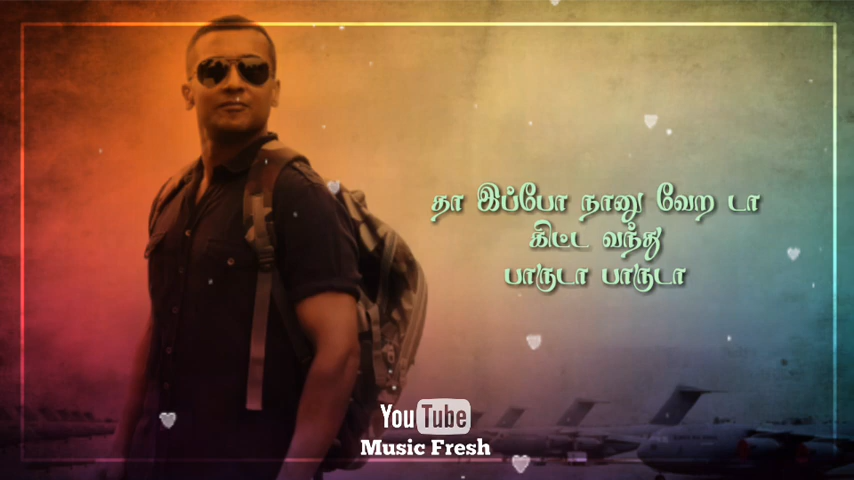 தா இப்போ நானு வேற டா
கிட்ட வந்து
பாருடா பாருடா
YouTube
Music Fresh